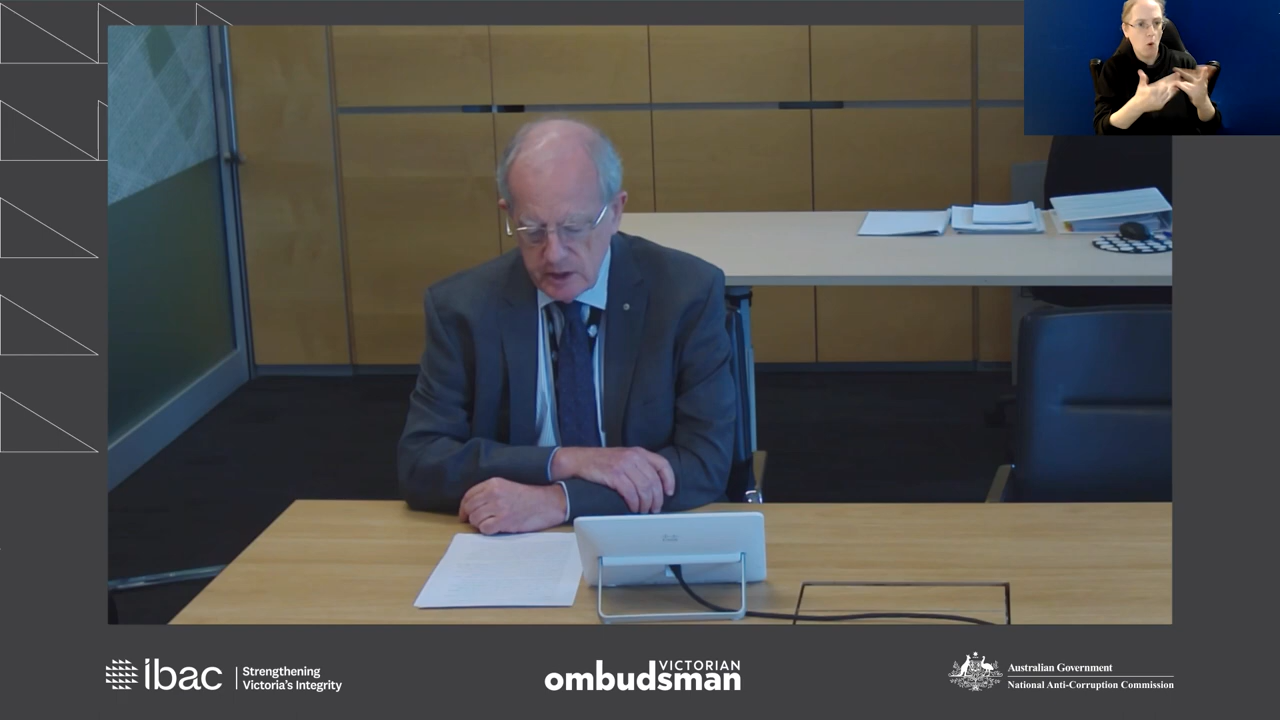 ibac
Strengthening
Victoria's Integrity
VICTORIAN
ombudsman
Australian Government
National Anti-Corruption Commission